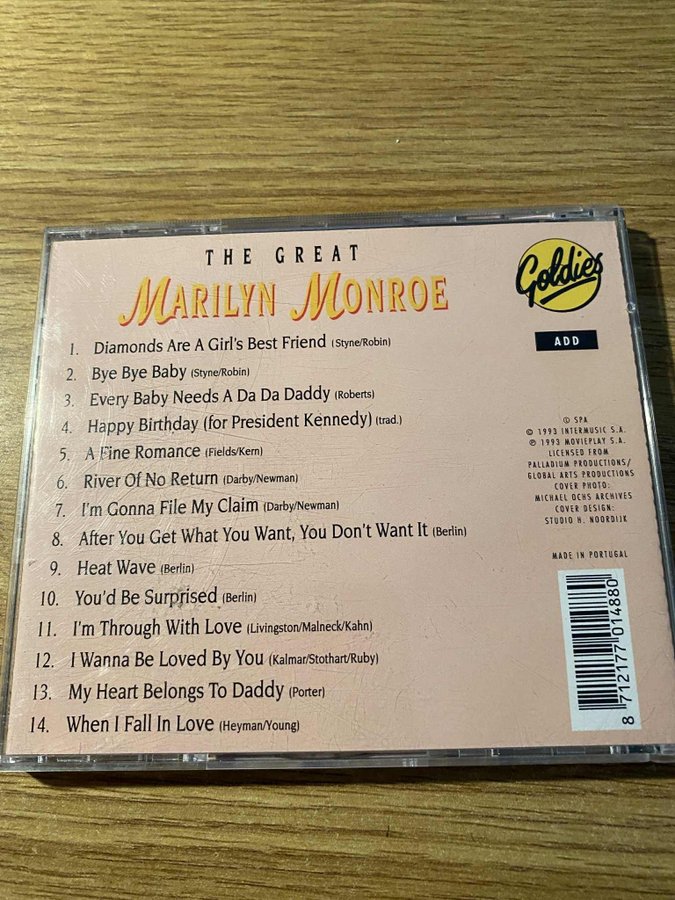 THE GREAT
MARILYN MONROE
Goldies
ADD
1. Diamonds Are A Girl's Best Friend (Styne/Robin)
2. Bye Bye Baby (Styne/Robin)
3. Every Baby Needs A Da Da Daddy (Roberts)
4. Happy Birthday (for President Kennedy) (trad.)
5. A Fine Romance (Fields/Kern)
6. River Of No Return (Darby/Newman)
7. I'm Gonna File My Claim (Darby/Newman)
8. After You Get What You Want, You Don't Want It (Berlin)
9. Heat Wave (Berlin)
10. You'd Be Surprised (Berlin)
11. I'm Through With Love (Livingston/Malneck/Kahn)
12. I Wanna Be Loved By You (Kalmar/Stothart/Ruby)
13. My Heart Belongs To Daddy (Porter)
14. When I Fall In Love (Heyman/Young)
© SPA
© 1993 INTERMUSIC S.A.
℗ 1993 MOVIEPLAY S.A.
LICENSED FROM
PALLADIUM PRODUCTIONS/
GLOBAL ARTS PRODUCTIONS
COVER PHOTO:
MICHAEL OCHS ARCHIVES
COVER DESIGN:
STUDIO H. NOORDIJK
MADE IN PORTUGAL
8 712177 014880